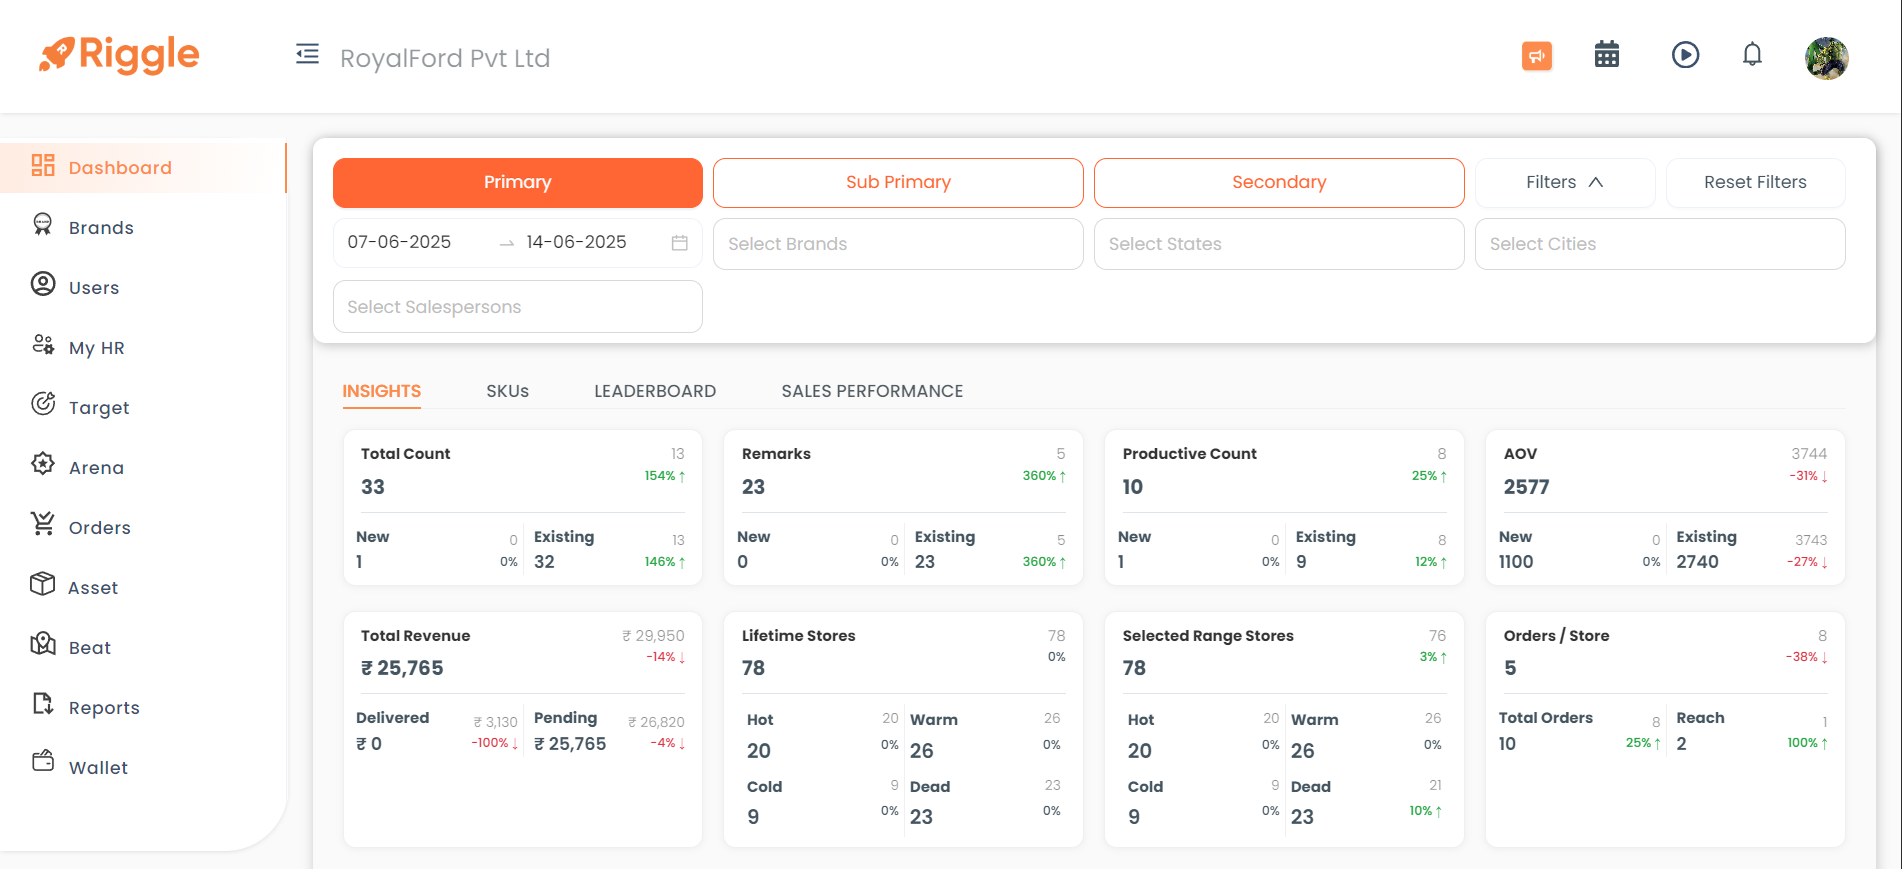 Riggle
RoyalFord Pvt Ltd
Dashboard
Brands
Users
My HR
Target
Arena
Orders
Asset
Beat
Reports
Wallet
Primary
Sub Primary
Secondary
Filters
Reset Filters
07-06-2025 → 14-06-2025
Select Brands
Select States
Select Cities
Select Salespersons
INSIGHTS
SKUs
LEADERBOARD
SALES PERFORMANCE
Total Count 13
33 154% ↑
New 0
1 0%
Existing 13
32 146% ↑
Remarks 5
23 360% ↑
New 0
0 0%
Existing 5
23 360% ↑
Productive Count 8
10 25% ↑
New 0
1 0%
Existing 8
9 12% ↑
AOV 3744
2577 -31% ↓
New 0
1100 0%
Existing 3743
2740 -27% ↓
Total Revenue ₹ 29,950
₹ 25,765 -14% ↓
Delivered ₹ 3,130
₹ 0 -100% ↓
Pending ₹ 26,820
₹ 25,765 -4% ↓
Lifetime Stores 78
78 0%
Hot 20
20 0%
Warm 26
26 0%
Cold 9
9 0%
Dead 23
23 0%
Selected Range Stores 76
78 3% ↑
Hot 20
20 0%
Warm 26
26 0%
Cold 9
9 0%
Dead 21
23 10% ↑
Orders / Store 8
5 -38% ↓
Total Orders 8
10 25% ↑
Reach 1
2 100% ↑